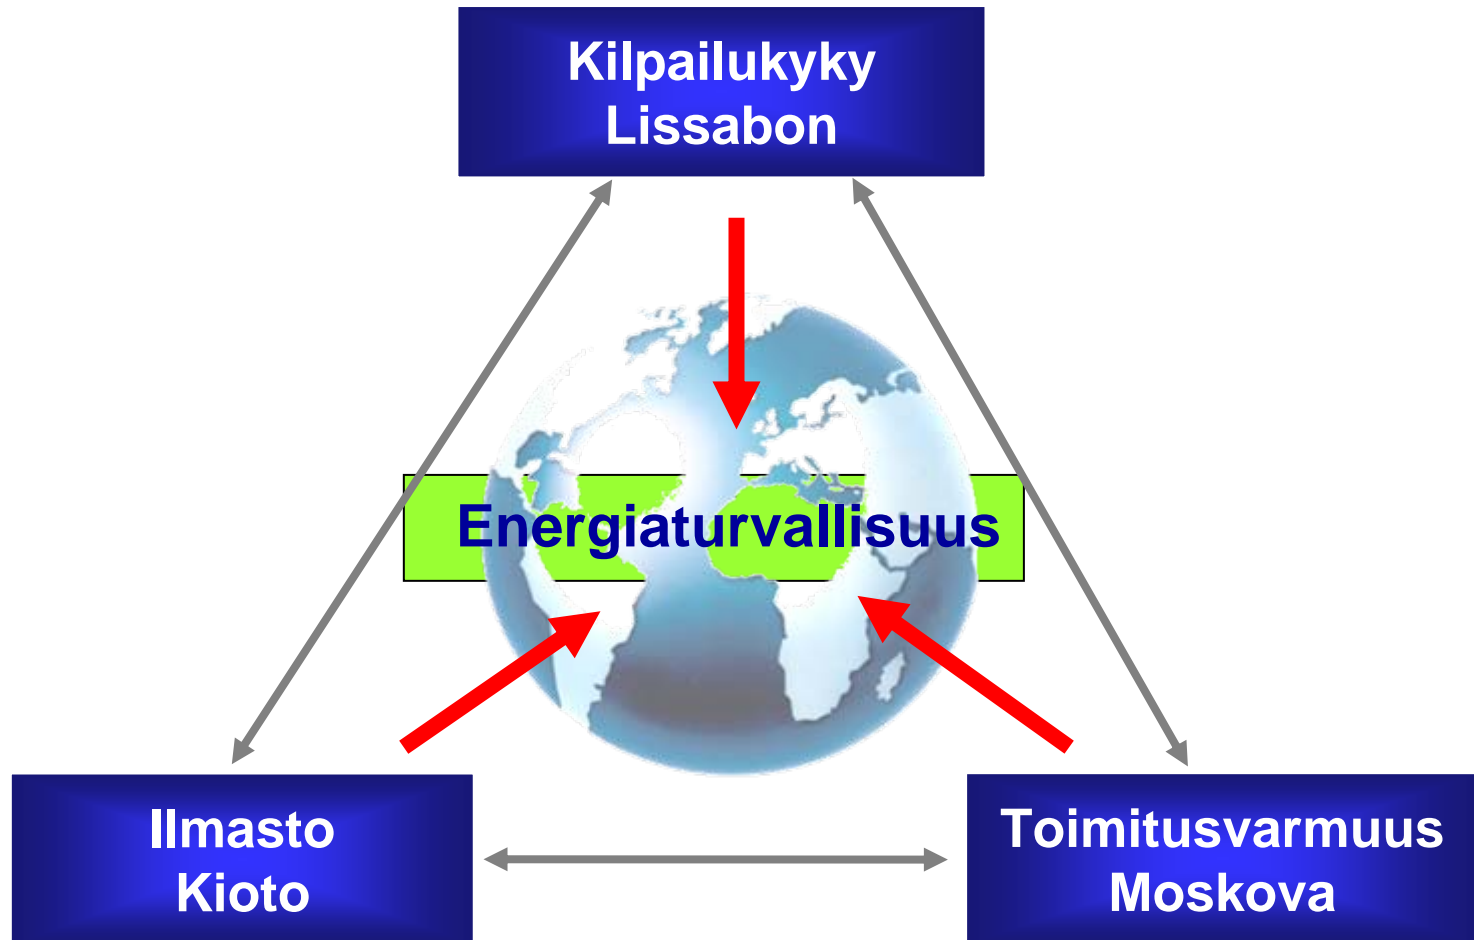 Kilpailukyky
Lissabon
Energiaturvallisuus
Ilmasto
Kioto
Toimitusvarmuus
Moskova